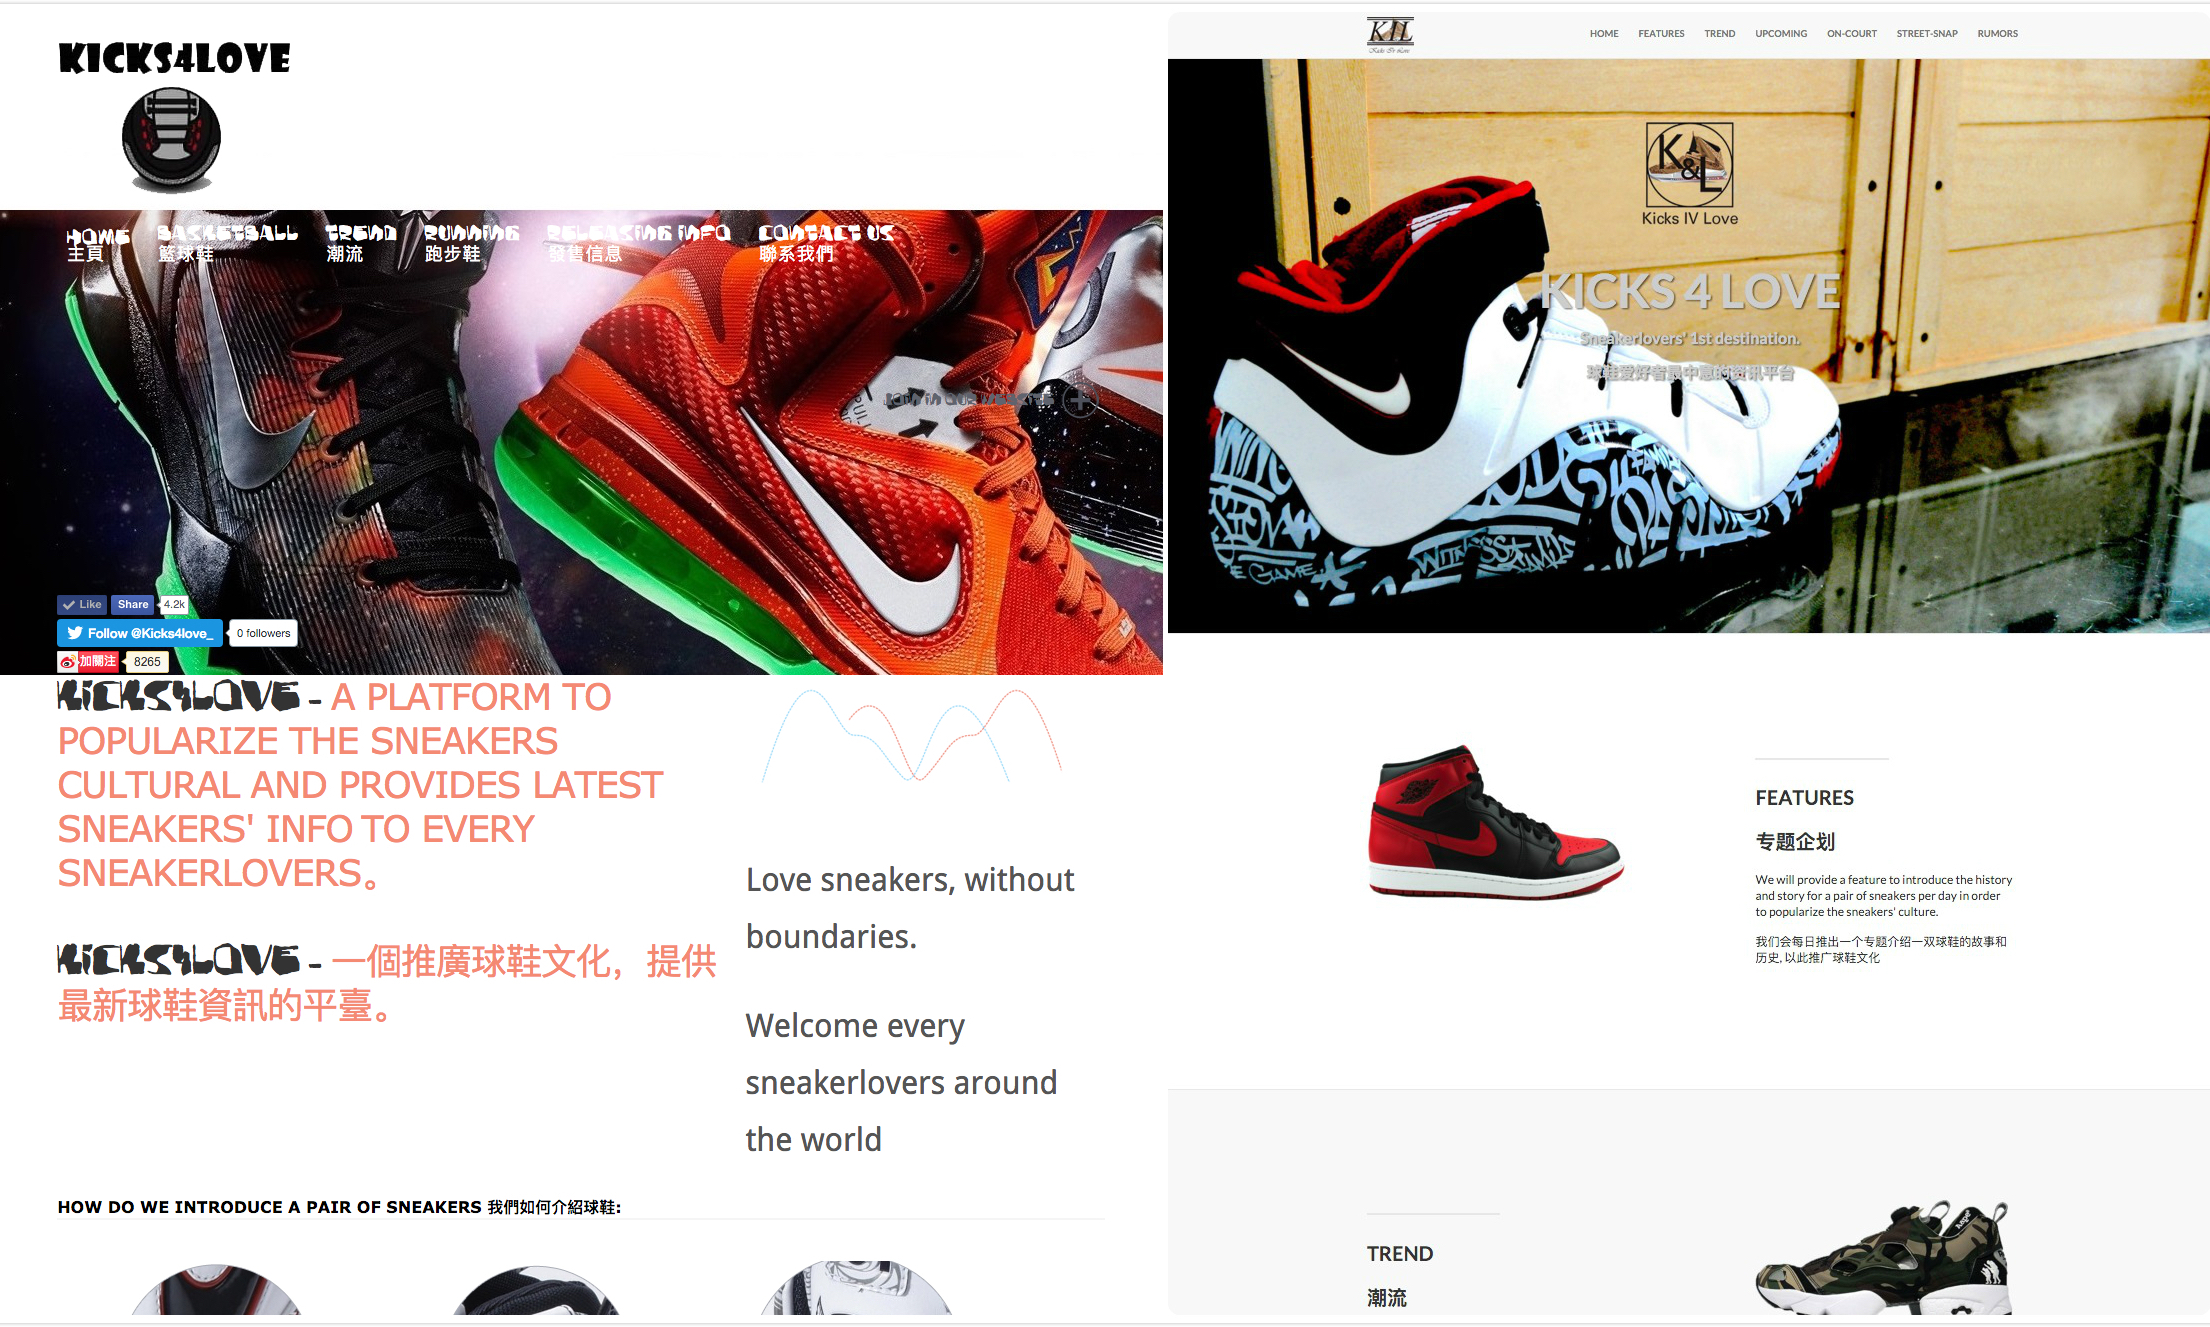 KICKS4LOVE
HOME
主頁
BASKETBALL
籃球鞋
TREND
潮流
RUNNING
跑步鞋
RELEASING INFO
發售信息
CONTACT US
聯系我們
JOIN IN OUR WEBSITE
Like
Share
4.2k
Follow @Kicks4love_
0 followers
加關注
8265
KiCKS4LOVE – A PLATFORM TO
POPULARIZE THE SNEAKERS
CULTURAL AND PROVIDES LATEST
SNEAKERS' INFO TO EVERY
SNEAKERLOVERS。
KiCKS4LOVE – 一個推廣球鞋文化，提供
最新球鞋資訊的平臺。
Love sneakers, without
boundaries.
Welcome every
sneakerlovers around
the world
HOW DO WE INTRODUCE A PAIR OF SNEAKERS 我們如何介紹球鞋:
KIL
Kicks IV Love
HOME FEATURES TREND UPCOMING ON-COURT STREET-SNAP RUMORS
K&L
Kicks IV Love
KICKS 4 LOVE
Sneakerlovers' 1st destination.
球鞋爱好者最中意的资讯平台
FEATURES
专题企划
We will provide a feature to introduce the history
and story for a pair of sneakers per day in order
to popularize the sneakers' culture.
我们会每日推出一个专题介绍一双球鞋的故事和
历史, 以此推广球鞋文化
TREND
潮流